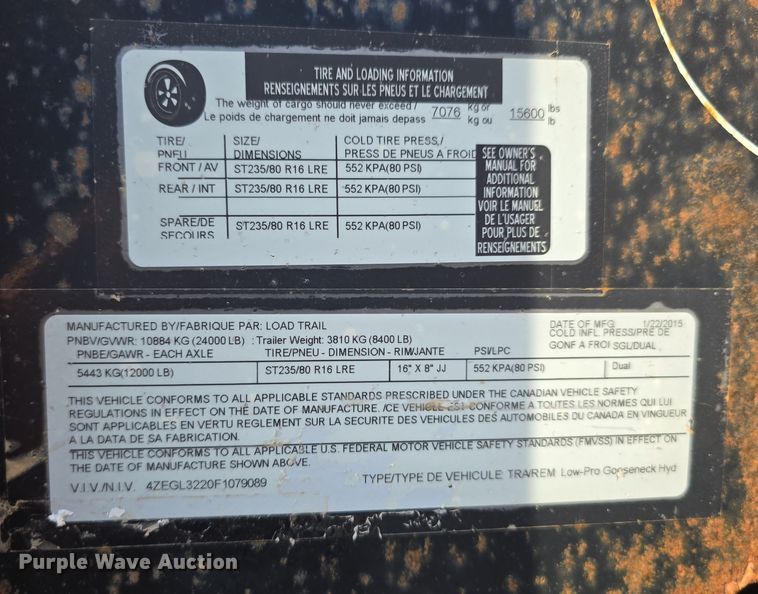 TIRE AND LOADING INFORMATION
RENSEIGNEMENTS SUR LES PNEUS ET LE CHARGEMENT
The weight of cargo should never exceed / 7076 kg or 15600 lbs
Le poids de chargement ne doit jamais depass kg ou lb
TIRE/ SIZE/ COLD TIRE PRESS./
PNEU DIMENSIONS PRESS DE PNEUS A FROID
FRONT / AV ST235/80 R16 LRE 552 KPA(80 PSI)
REAR / INT ST235/80 R16 LRE 552 KPA(80 PSI)
SPARE/DE SECOURS ST235/80 R16 LRE 552 KPA(80 PSI)
SEE OWNER'S
MANUAL FOR
ADDITIONAL
INFORMATION
VOIR LE MANUEL
DE L'USAGER
POUR PLUS DE
RENSEIGNEMENTS
MANUFACTURED BY/FABRIQUE PAR: LOAD TRAIL DATE OF MFG 1/22/2015
PNBV/GVWR: 10884 KG (24000 LB) : Trailer Weight: 3810 KG (8400 LB) COLD INFL. PRESS/PRE DE
PNBE/GAWR - EACH AXLE TIRE/PNEU - DIMENSION - RIM/JANTE PSI/LPC GONF A FROI SGL/DUAL
5443 KG(12000 LB) ST235/80 R16 LRE 16" X 8" JJ 552 KPA(80 PSI) Dual
THIS VEHICLE CONFORMS TO ALL APPLICABLE STANDARDS PRESCRIBED UNDER THE CANADIAN VEHICLE SAFETY
REGULATIONS IN EFFECT ON THE DATE OF MANUFACTURE. /CE VEHICLE EST CONFORME A TOUTES LES NORMES QUI LUI
SONT APPLICABLES EN VERTU REGLEMENT SUR LA SECURITE DES VEHICULES DES AUTOMOBILES DU CANADA EN VINGUEUR
A LA DATA DE SA FABRICATION.
THIS VEHICLE CONFORMS TO ALL APPLICABLE U.S. FEDERAL MOTOR VEHICLE SAFETY STANDARDS (FMVSS) IN EFFECT ON
THE DATE OF MANUFACTURE SHOWN ABOVE.
V.I.V./N.I.V. 4ZEGL3220F1079089 TYPE/TYPE DE VEHICULE: TRA/REM Low-Pro Gooseneck Hyd
Purple Wave Auction